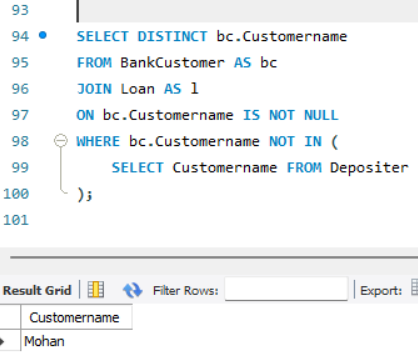 93
94 SELECT DISTINCT bc.Customername
95 FROM BankCustomer AS bc
96 JOIN Loan AS l
97 ON bc.Customername IS NOT NULL
98 WHERE bc.Customername NOT IN (
99 SELECT Customername FROM Depositer
100 );
101
Result Grid Filter Rows: Export:
Customername
Mohan